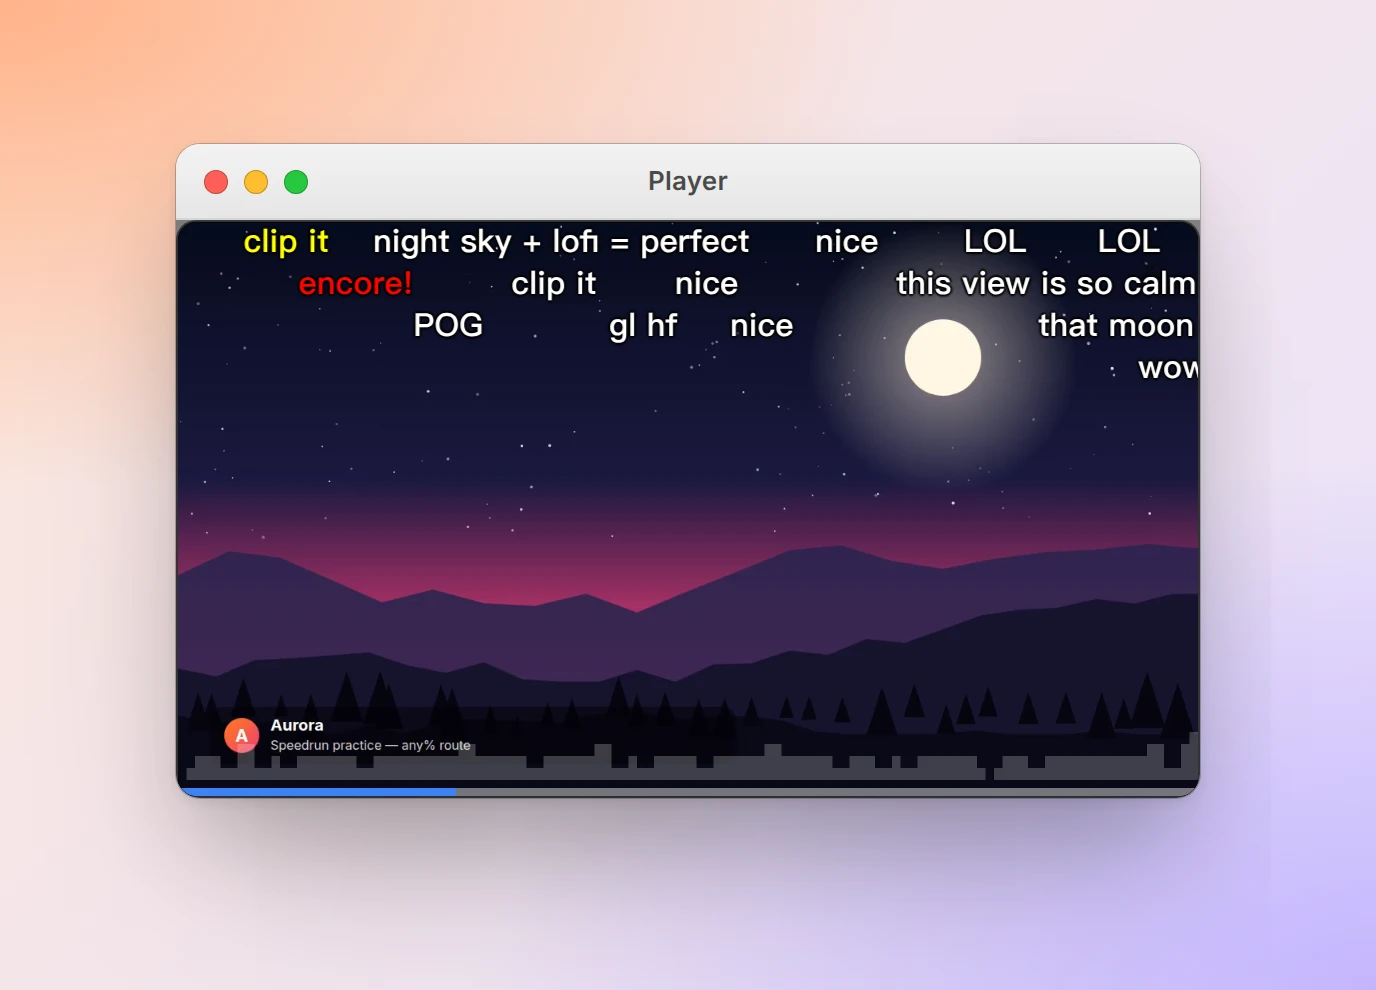 Player
clip it night sky + lofi = perfect nice LOL LOL
encore! clip it nice this view is so calm
POG gl hf nice that moon
wow
A
Aurora
Speedrun practice — any% route